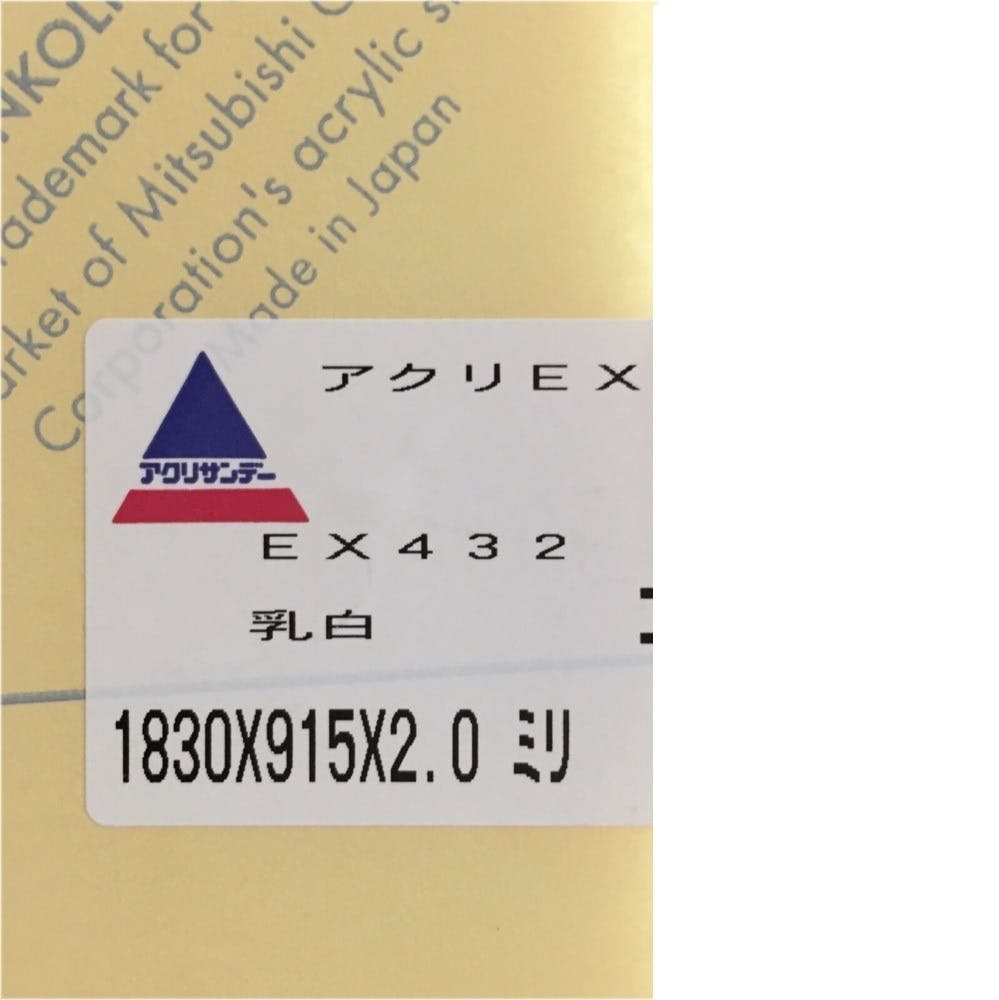 NKOLI
rademark for
arket of Mitsubishi C
Corporation's acrylic s
Made in Japan
アクリEX
アクリサンデー
EX432
乳白
1830X915X2.0 ミリ